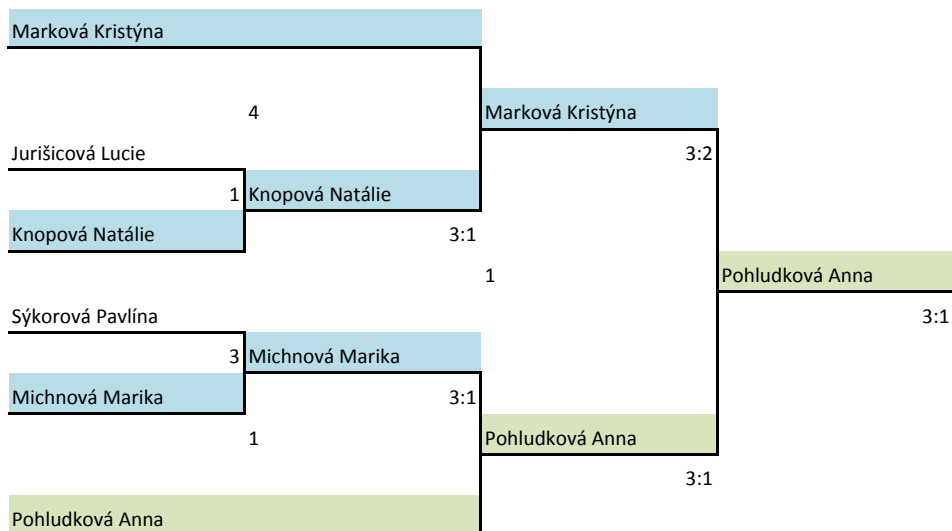 Marková Kristýna
4
Marková Kristýna
Jurišicová Lucie
3:2
1
Knopová Natálie
Knopová Natálie
3:1
1
Pohludková Anna
Sýkorová Pavlína
3:1
3
Michnová Marika
Michnová Marika
3:1
1
Pohludková Anna
3:1
Pohludková Anna